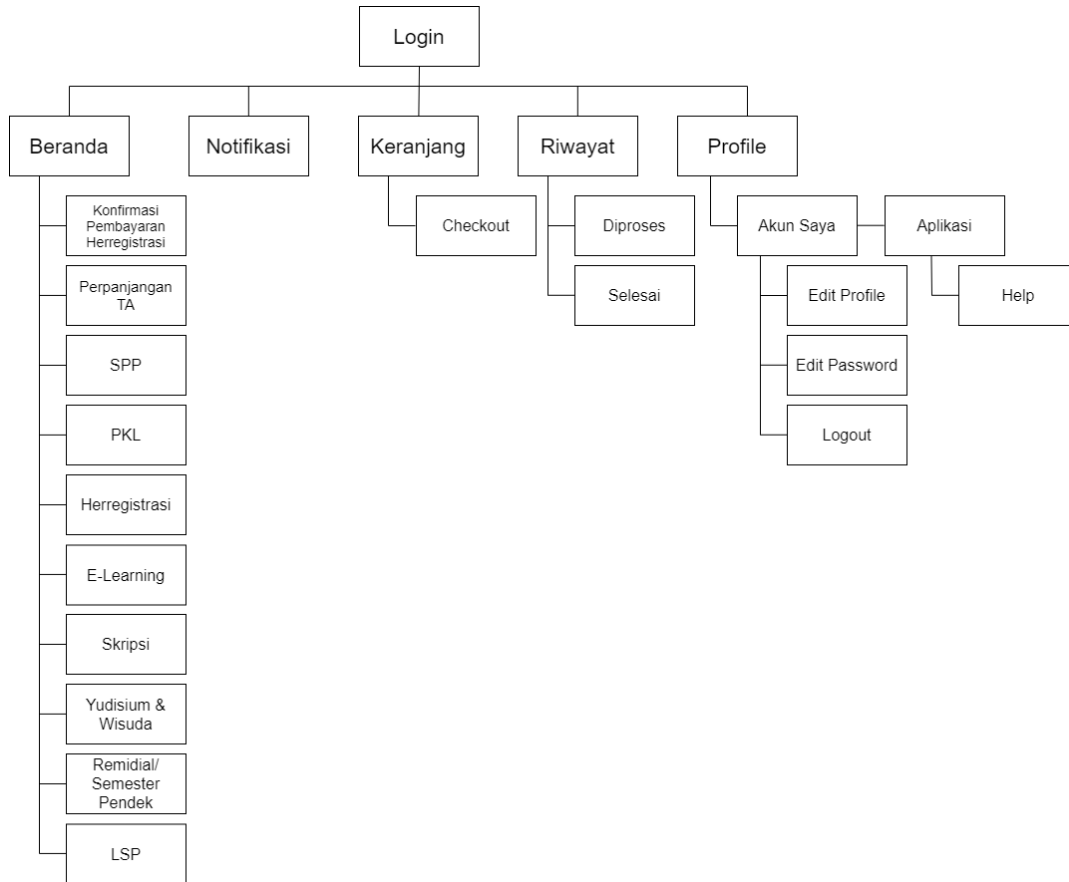 Login
Beranda
Notifikasi
Keranjang
Riwayat
Profile
Konfirmasi
Pembayaran
Herregistrasi
Perpanjangan
TA
SPP
PKL
Herregistrasi
E-Learning
Skripsi
Yudisium &
Wisuda
Remidial/
Semester
Pendek
LSP
Checkout
Diproses
Selesai
Akun Saya
Aplikasi
Edit Profile
Help
Edit Password
Logout